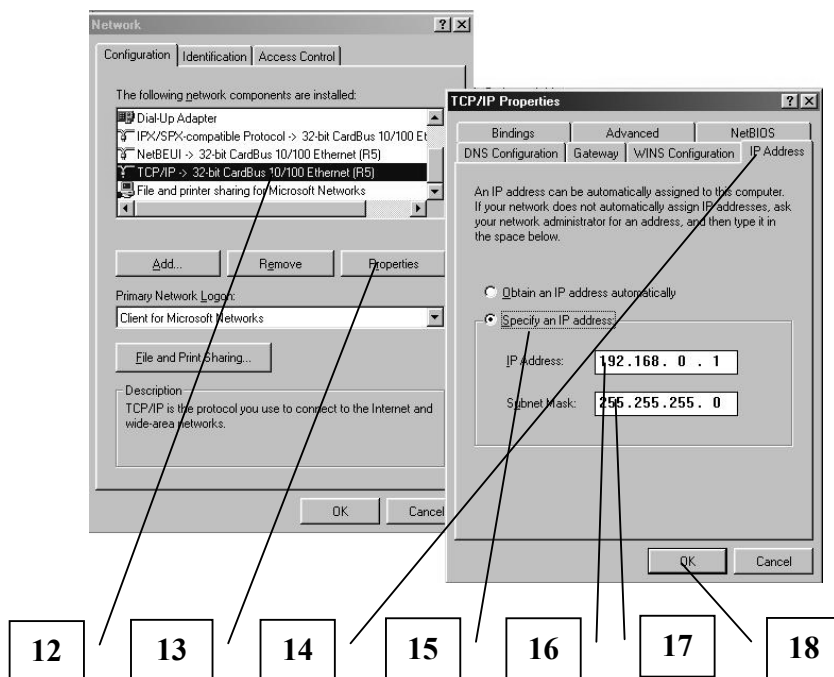 Network
Configuration Identification Access Control
The following network components are installed:
Dial-Up Adapter
IPX/SPX-compatible Protocol -> 32-bit CardBus 10/100 Et
NetBEUI -> 32-bit CardBus 10/100 Ethernet (R5)
TCP/IP -> 32-bit CardBus 10/100 Ethernet (R5)
File and printer sharing for Microsoft Networks
Add... Remove Properties
Primary Network Logon:
Client for Microsoft Networks
File and Print Sharing...
Description
TCP/IP is the protocol you use to connect to the Internet and
wide-area networks.
OK Cancel
TCP/IP Properties
Bindings Advanced NetBIOS
DNS Configuration Gateway WINS Configuration IP Address
An IP address can be automatically assigned to this computer.
If your network does not automatically assign IP addresses, ask
your network administrator for an address, and then type it in
the space below.
Obtain an IP address automatically
Specify an IP address:
IP Address: 192.168. 0 . 1
Subnet Mask: 255.255.255. 0
OK Cancel
12 13 14 15 16 17 18